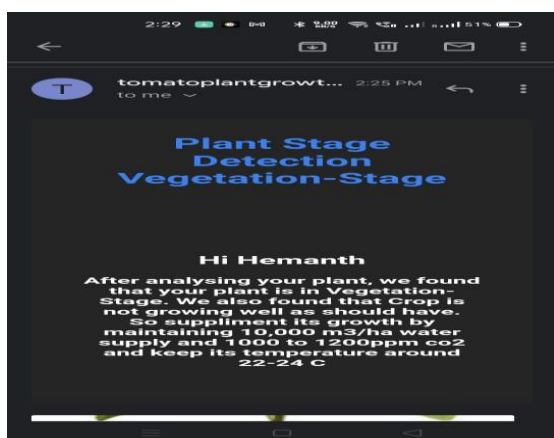 2:29
51%
T
tomatoplantgrowt... 2:25 PM
to me
Plant Stage
Detection
Vegetation-Stage
Hi Hemanth
After analysing your plant, we found
that your plant is in Vegetation-
Stage. We also found that Crop is
not growing well as should have.
So suppliment its growth by
maintaining 10,000 m3/ha water
supply and 1000 to 1200ppm co2
and keep its temperature around
22-24 C